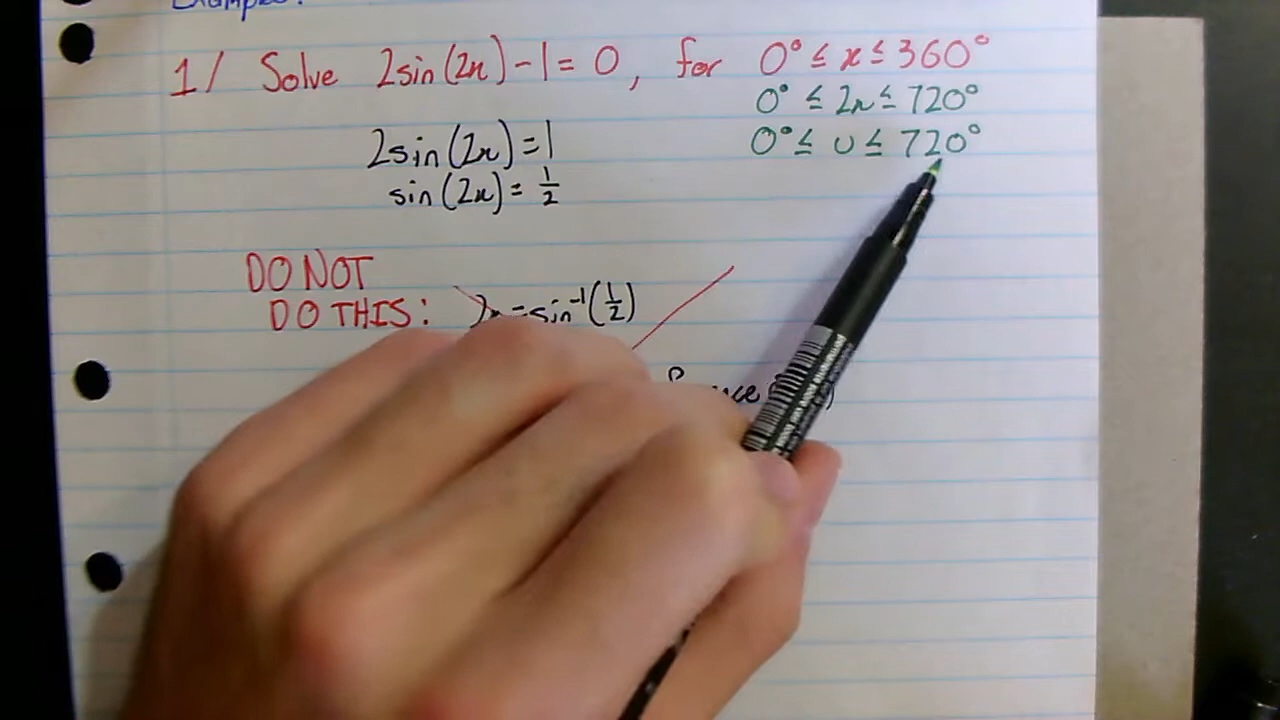 Example:
1/ Solve 2sin(2x)-1=0, for 0°≤x≤360°
0°≤2x≤720°
0°≤u≤720°
2sin(2x)=1
sin(2x)=1/2
DO NOT
DO THIS: 2x=sin⁻¹(1/2)